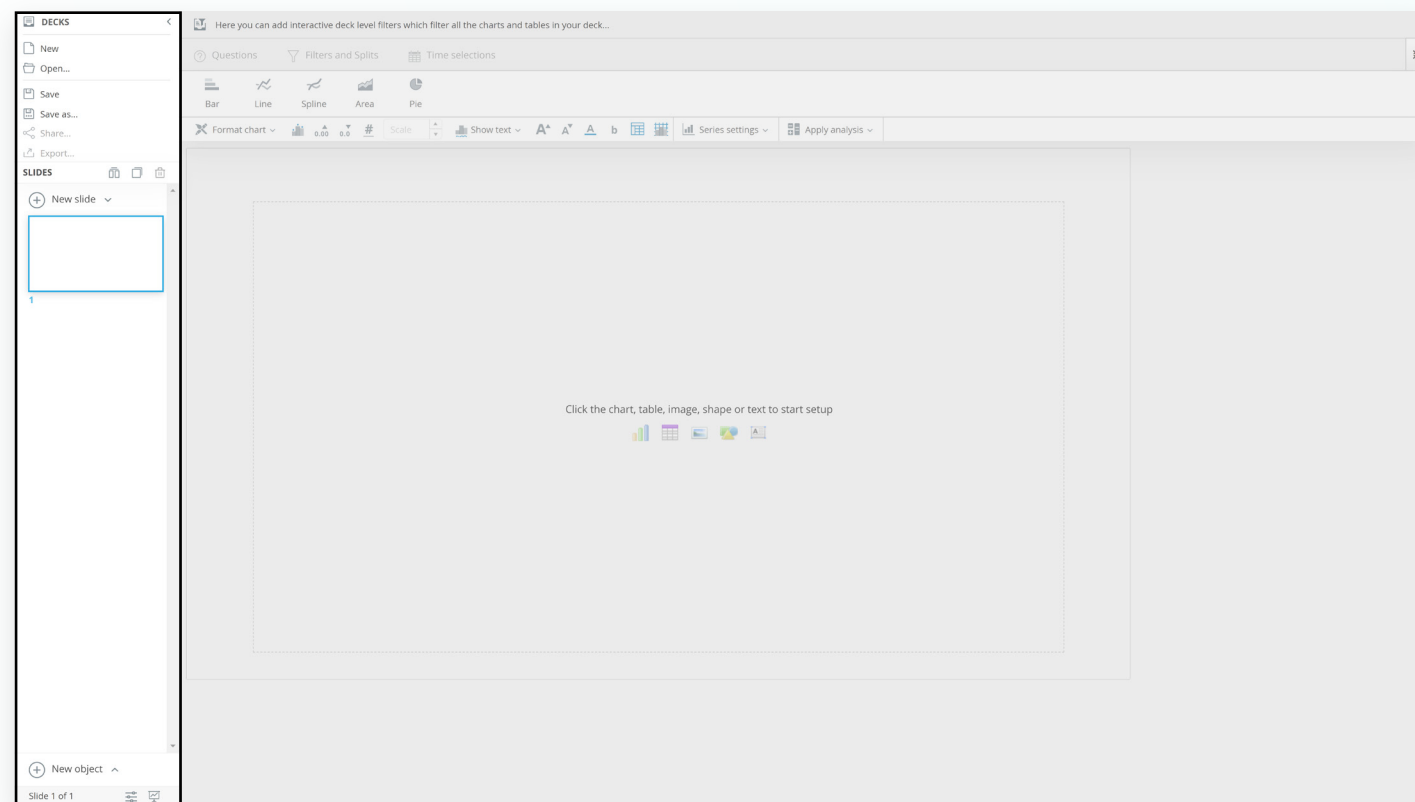 DECKS
New
Open...
Save
Save as...
Share...
Export...
SLIDES
New slide
1
New object
Slide 1 of 1
Here you can add interactive deck level filters which filter all the charts and tables in your deck...
Questions Filters and Splits Time selections
Bar Line Spline Area Pie
Format chart 0.00 0.0 # Scale Show text A A A b Series settings Apply analysis
Click the chart, table, image, shape or text to start setup
A